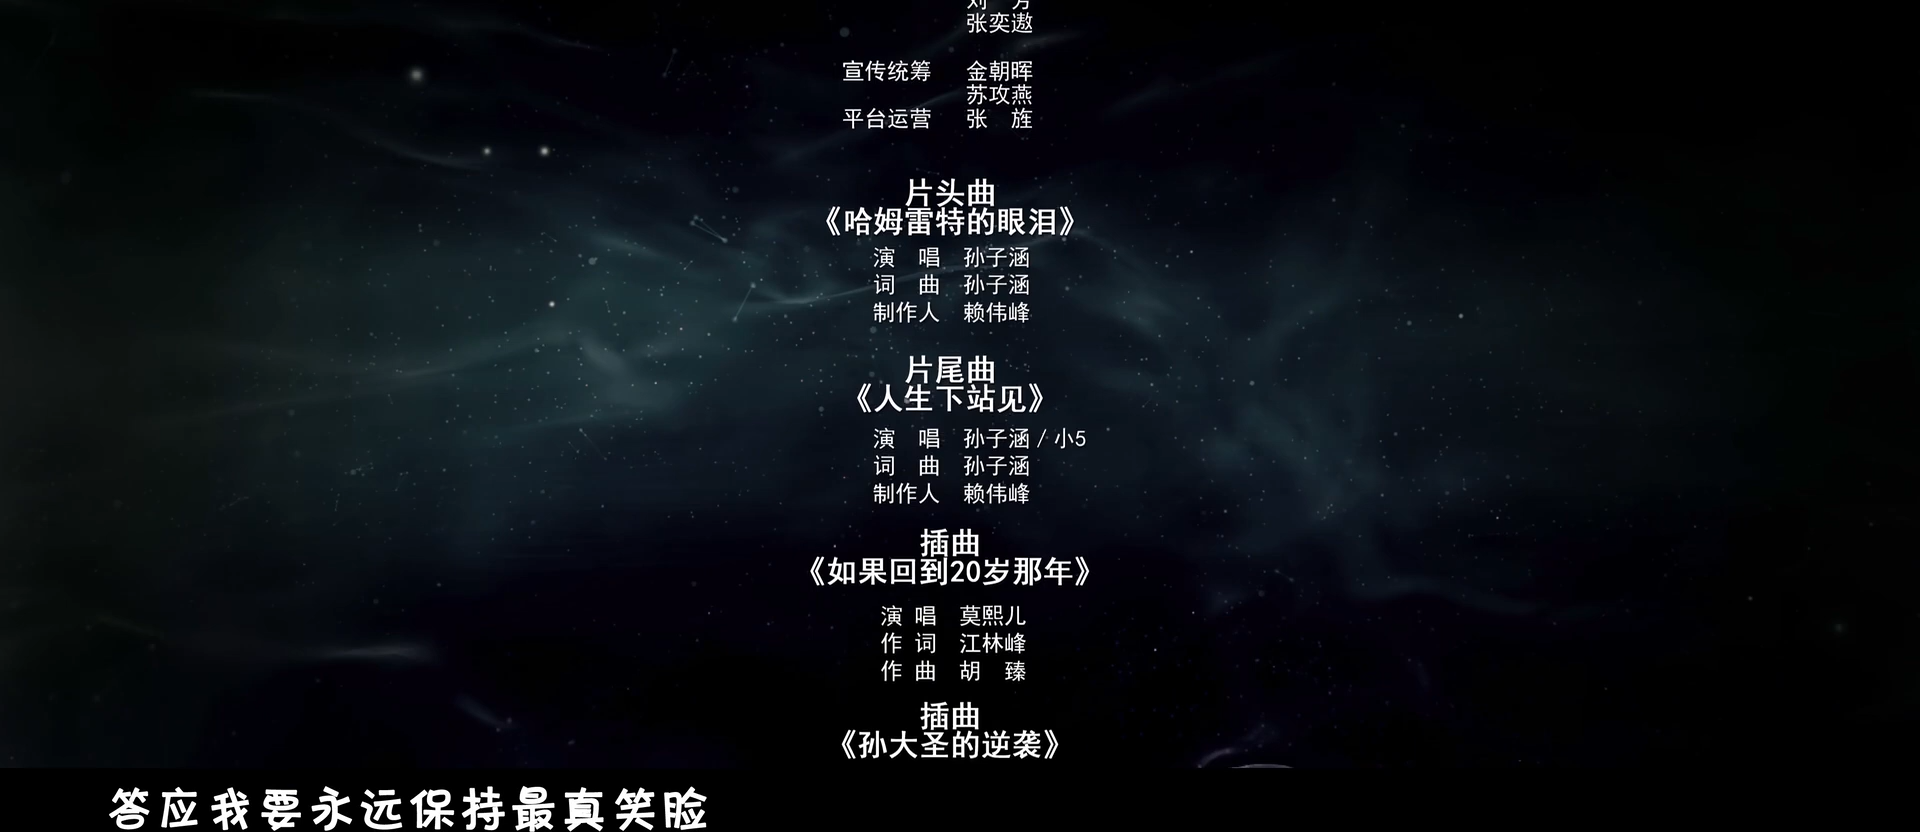 张奕遨
宣传统筹 金朝晖
苏攻燕
平台运营 张 旌
片头曲
《哈姆雷特的眼泪》
演 唱 孙子涵
词 曲 孙子涵
制作人 赖伟峰
片尾曲
《人生下站见》
演 唱 孙子涵 / 小5
词 曲 孙子涵
制作人 赖伟峰
插曲
《如果回到20岁那年》
演 唱 莫熙儿
作 词 江林峰
作 曲 胡 臻
插曲
《孙大圣的逆袭》
答应我要永远保持最真笑脸